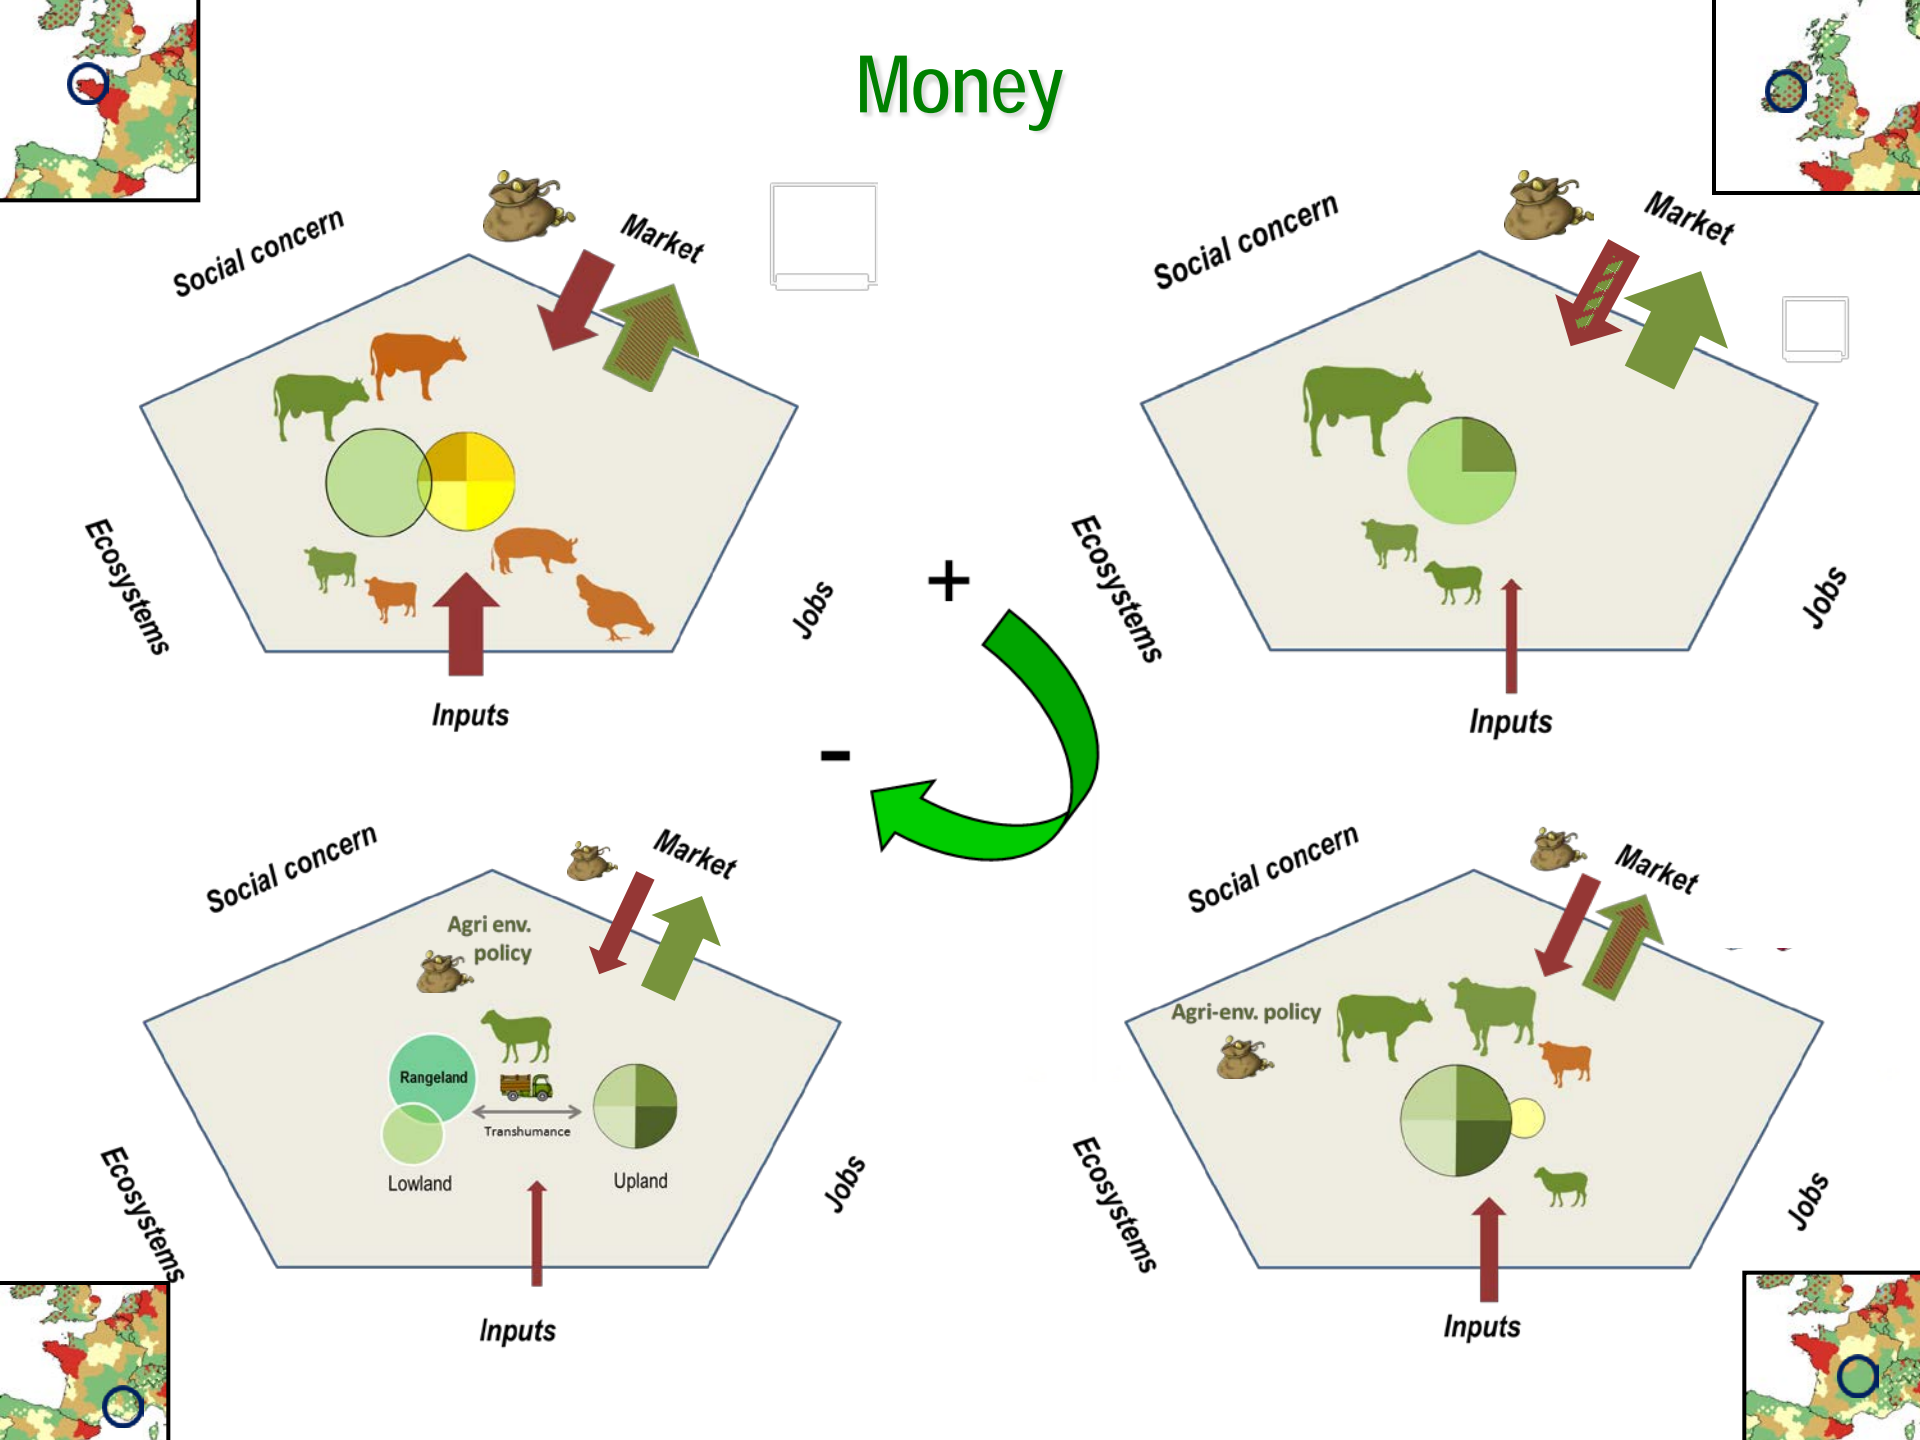 Money
Social concern
Market
Ecosystems
Jobs
Inputs
Social concern
Market
Ecosystems
Jobs
Inputs
+
-
Social concern
Market
Agri env.
policy
Rangeland
Transhumance
Lowland
Upland
Ecosystems
Jobs
Inputs
Social concern
Market
Agri-env. policy
Ecosystems
Jobs
Inputs